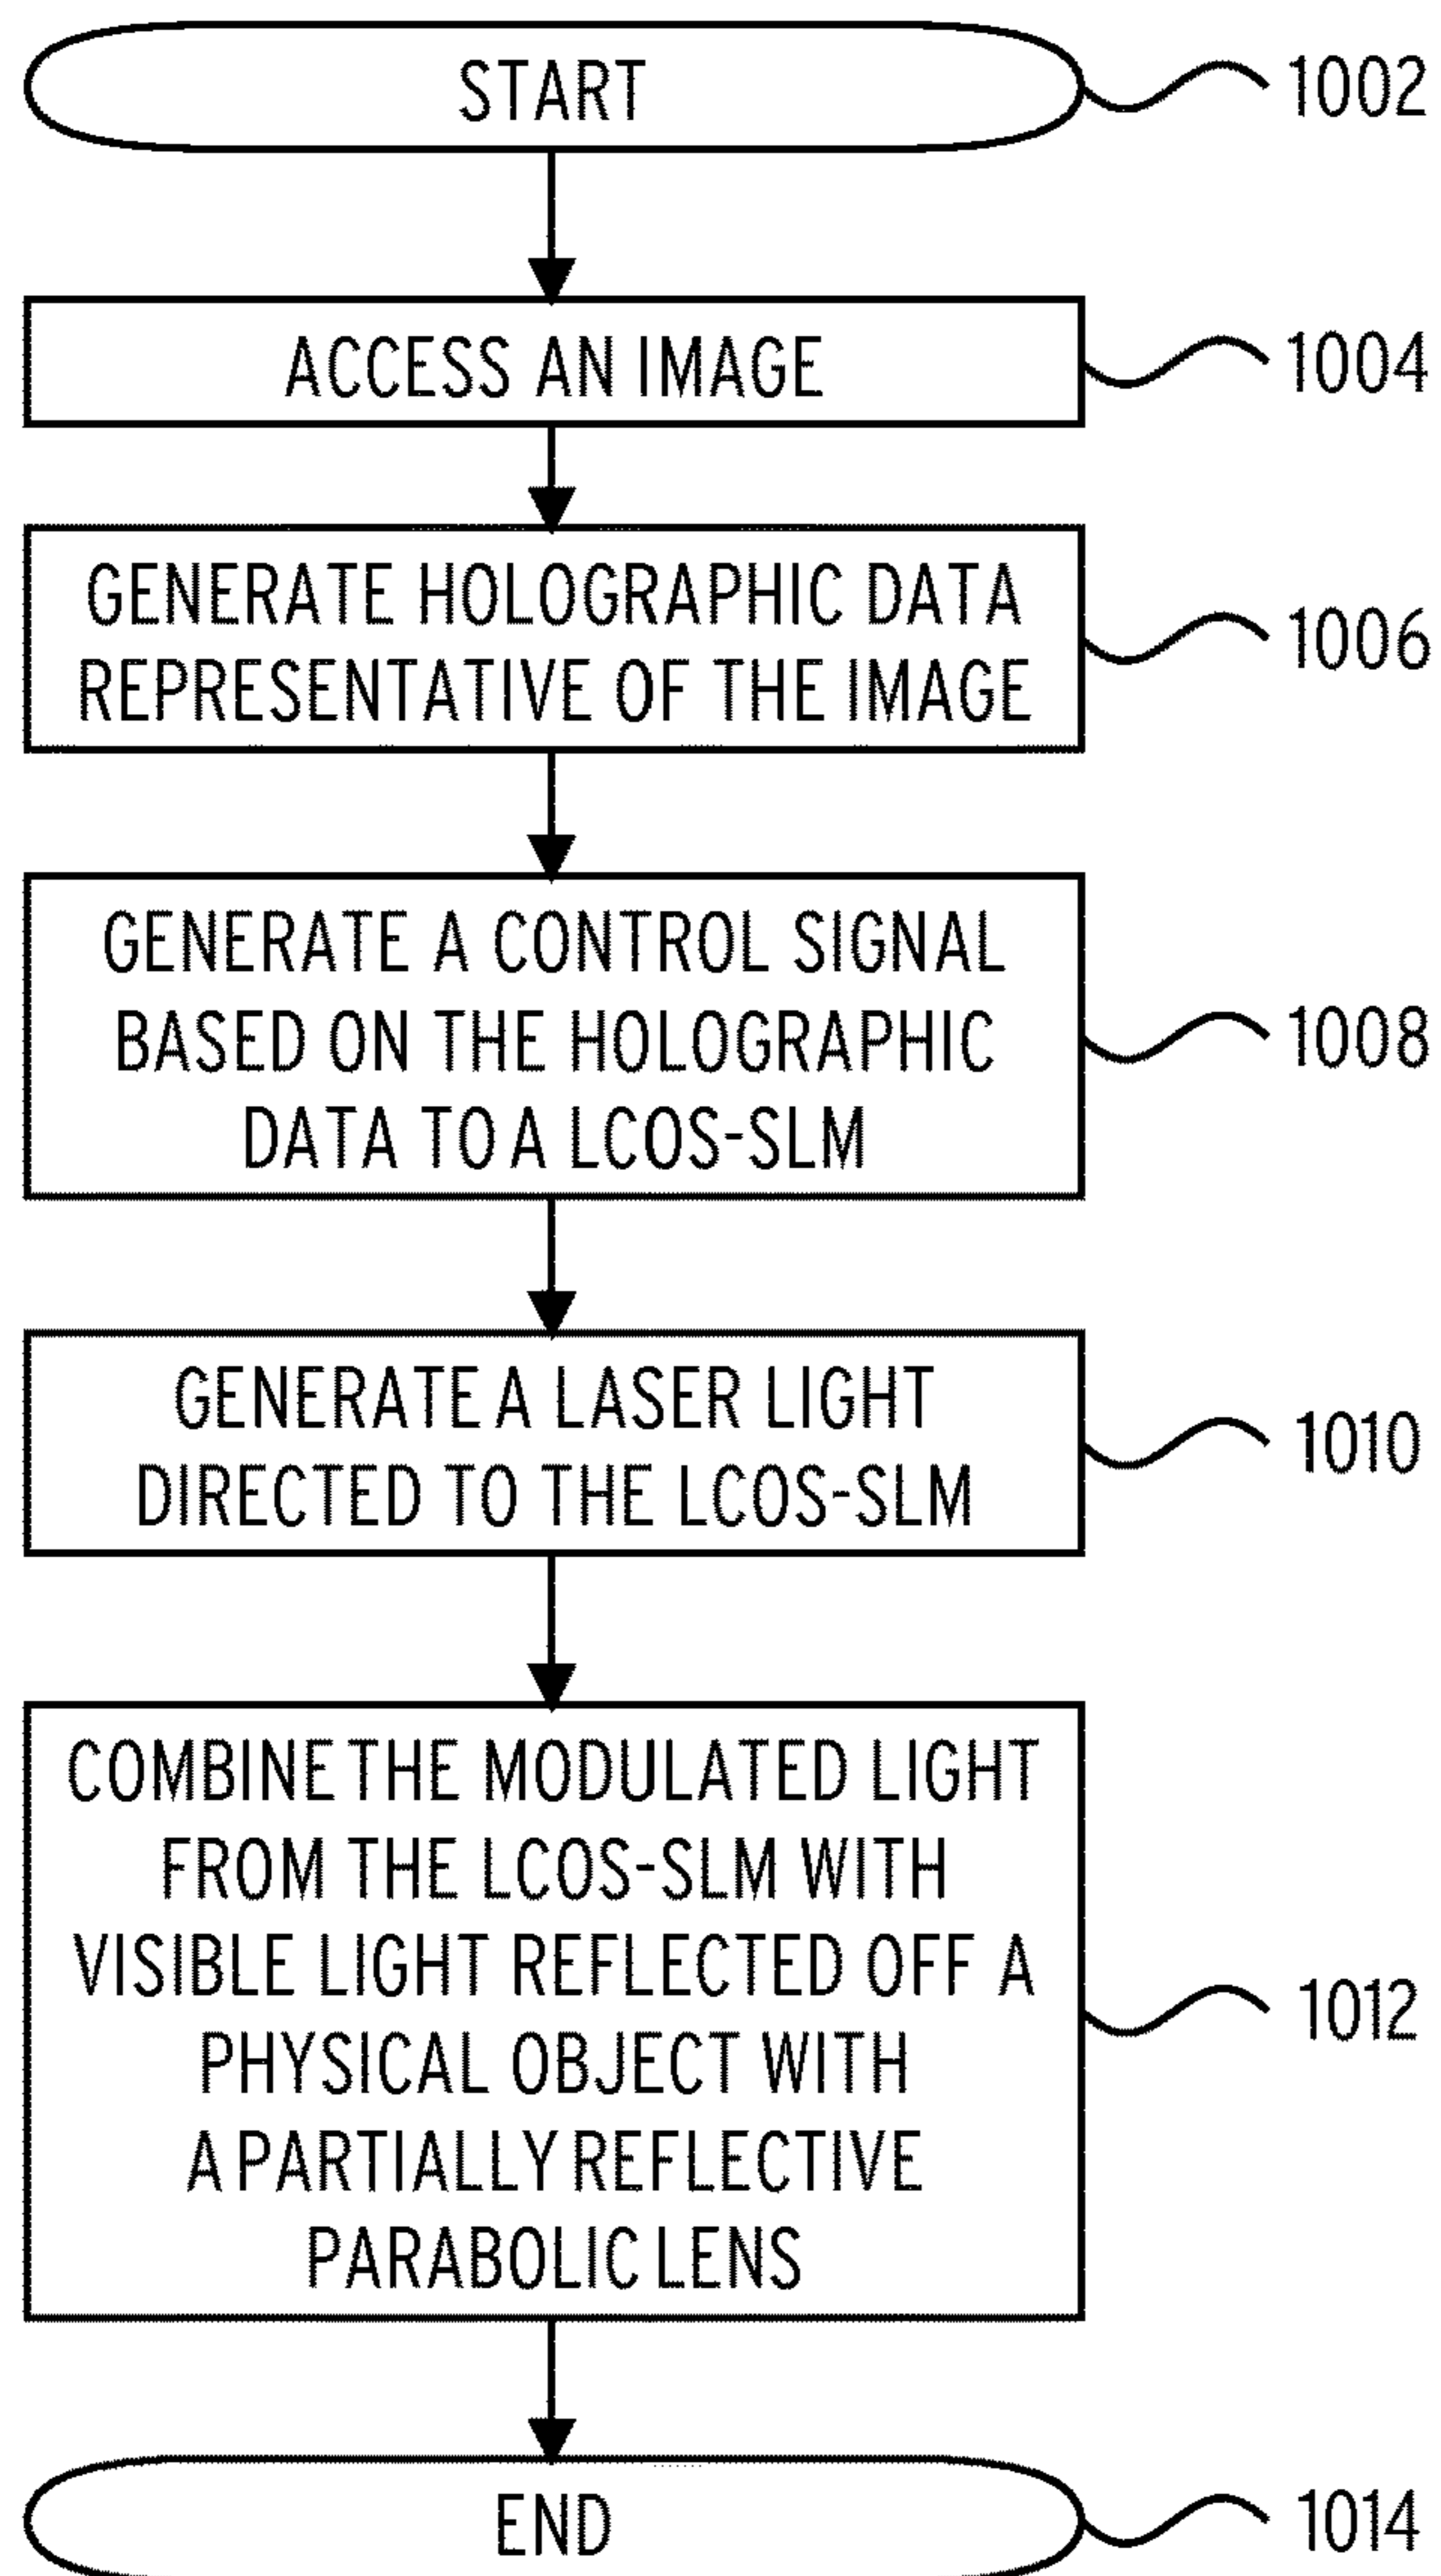 START
1002
ACCESS AN IMAGE
1004
GENERATE HOLOGRAPHIC DATA
REPRESENTATIVE OF THE IMAGE
1006
GENERATE A CONTROL SIGNAL
BASED ON THE HOLOGRAPHIC
DATA TO A LCOS-SLM
1008
GENERATE A LASER LIGHT
DIRECTED TO THE LCOS-SLM
1010
COMBINE THE MODULATED LIGHT
FROM THE LCOS-SLM WITH
VISIBLE LIGHT REFLECTED OFF A
PHYSICAL OBJECT WITH
A PARTIALLY REFLECTIVE
PARABOLIC LENS
1012
END
1014